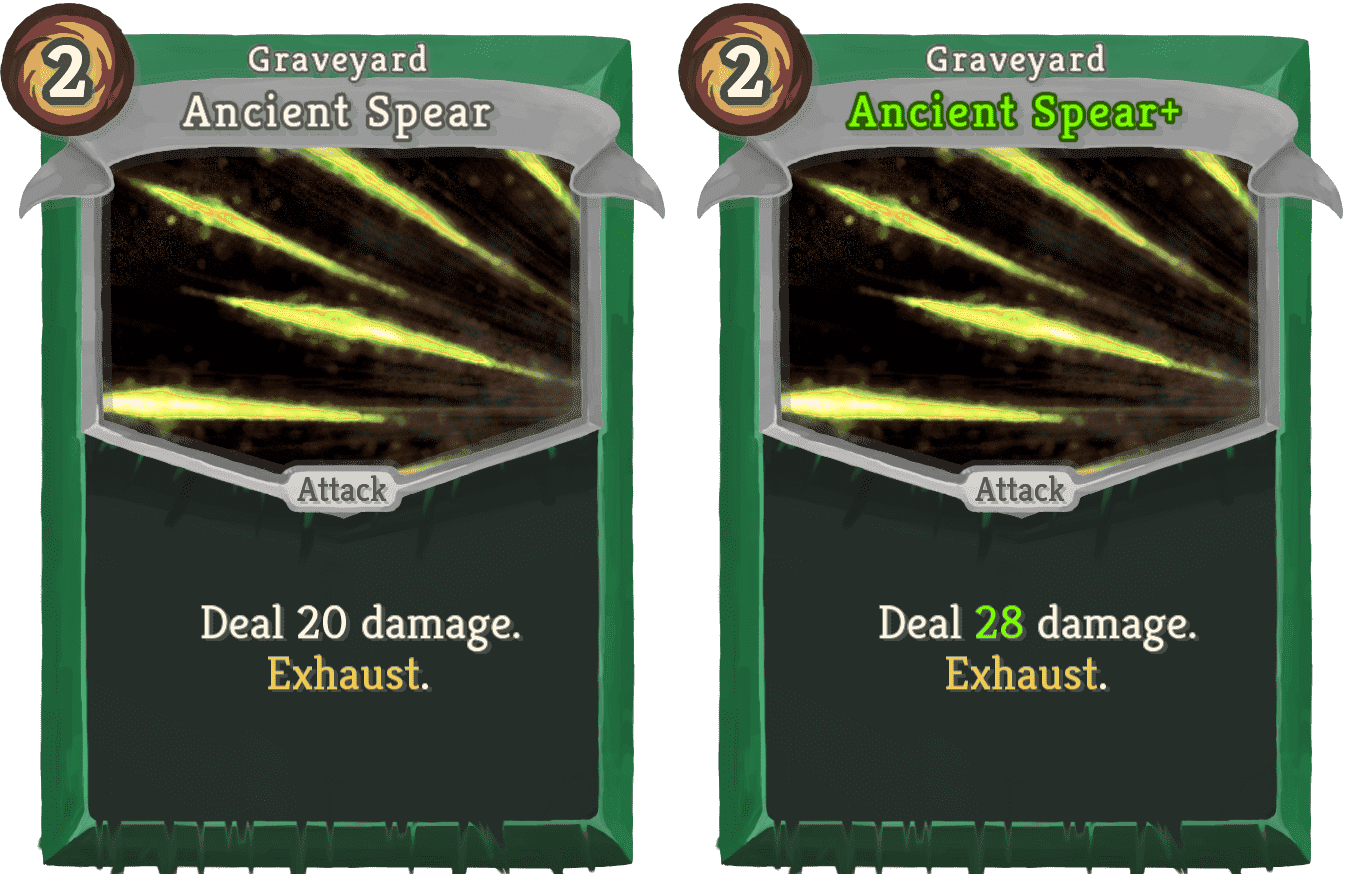 2
Graveyard
Ancient Spear
Attack
Deal 20 damage.
Exhaust.
2
Graveyard
Ancient Spear+
Attack
Deal 28 damage.
Exhaust.